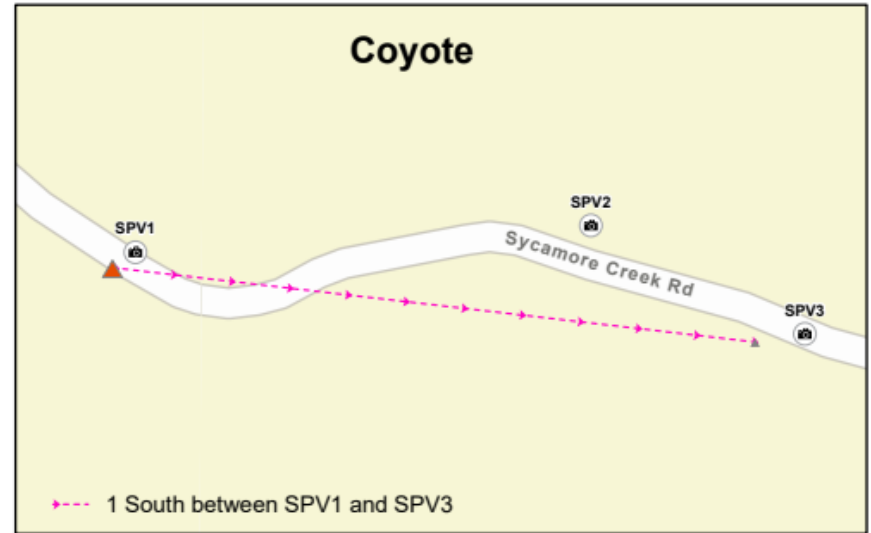 Coyote
SPV2
SPV1
Sycamore Creek Rd
SPV3
1 South between SPV1 and SPV3